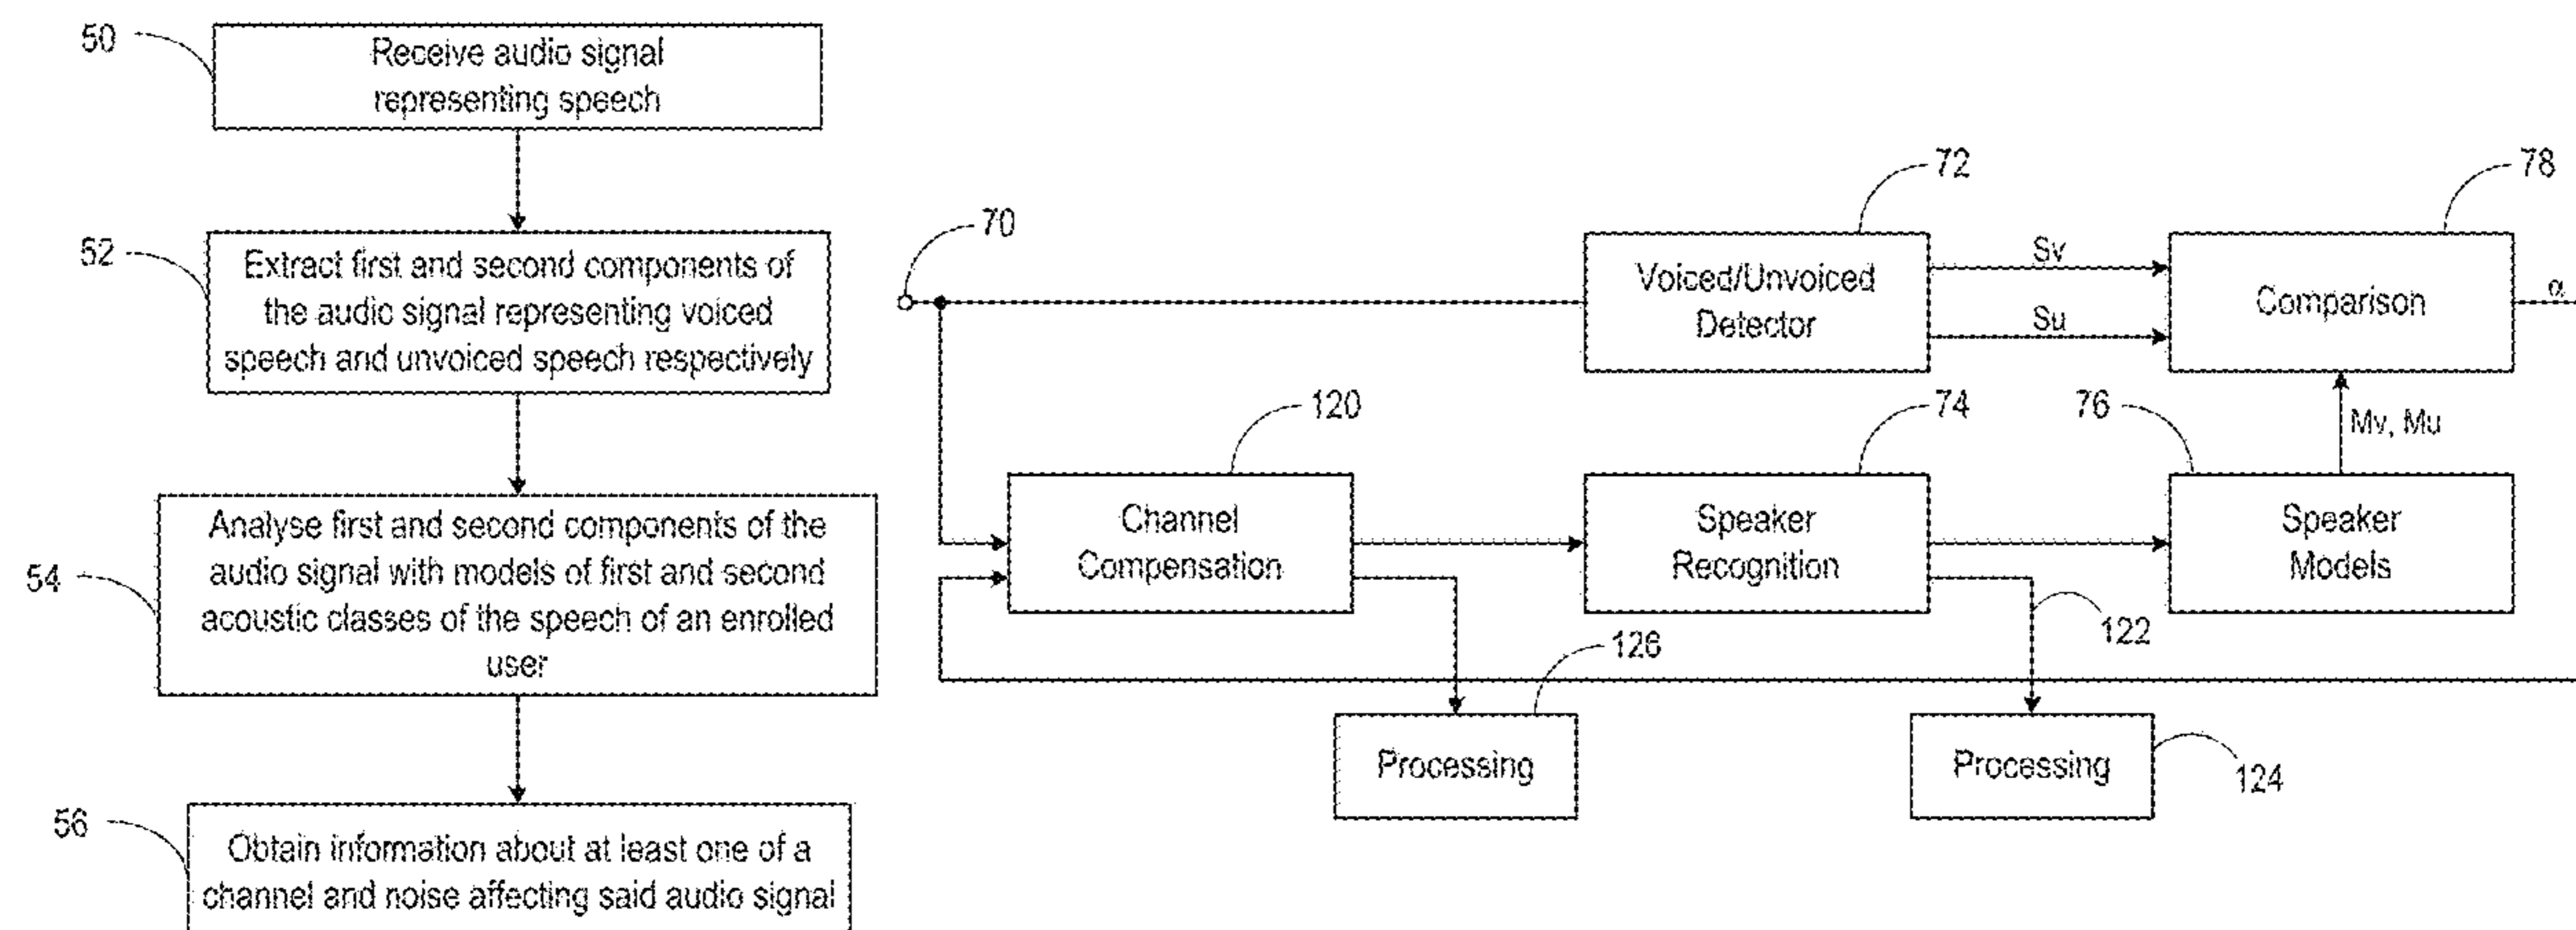 50
Receive audio signal
representing speech
52
Extract first and second components of
the audio signal representing voiced
speech and unvoiced speech respectively
54
Analyse first and second components of the
audio signal with models of first and second
acoustic classes of the speech of an enrolled
user
56
Obtain information about at least one of a
channel and noise affecting said audio signal
70
72
Voiced/Unvoiced
Detector
Sv
Su
78
Comparison
α
120
Channel
Compensation
74
Speaker
Recognition
76
Mv, Mu
Speaker
Models
122
126
Processing
Processing
124